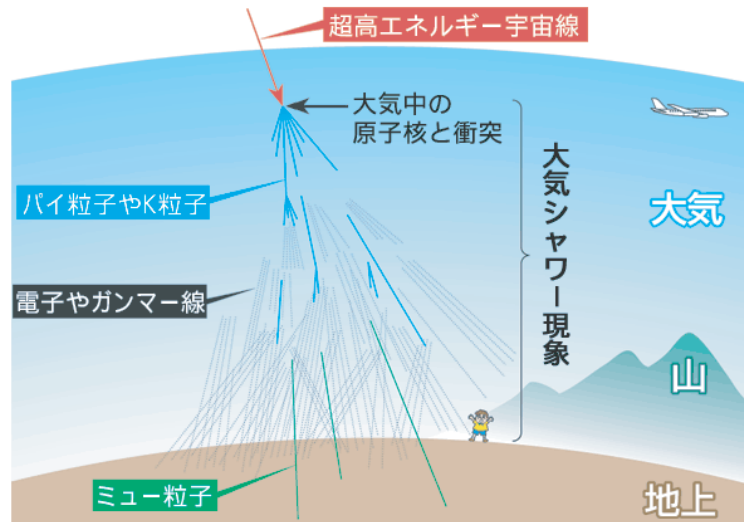 超高エネルギー宇宙線
大気中の
原子核と衝突
大気シャワー現象
大気
パイ粒子やK粒子
電子やガンマー線
山
ミュー粒子
地上